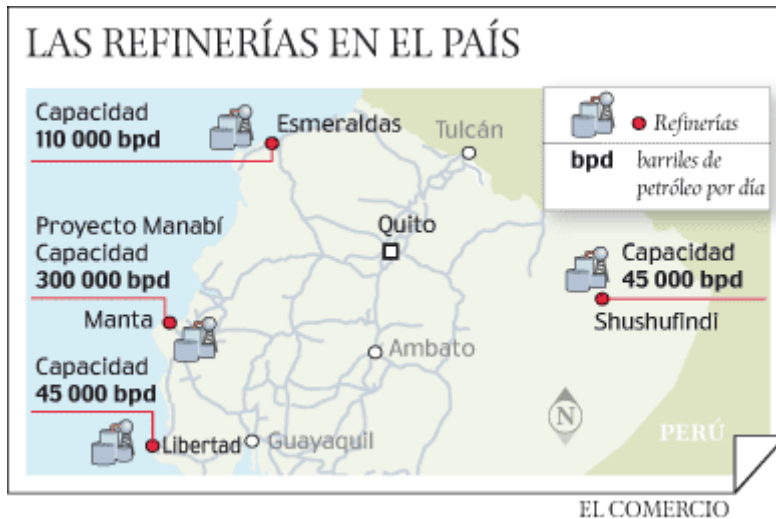 LAS REFINERÍAS EN EL PAÍS
Capacidad
110 000 bpd
Esmeraldas
Tulcán
Refinerías
bpd barriles de
petróleo por día
Proyecto Manabí
Capacidad
300 000 bpd
Manta
Quito
Capacidad
45 000 bpd
Shushufindi
Ambato
Capacidad
45 000 bpd
Libertad
Guayaquil
N
PERÚ
EL COMERCIO